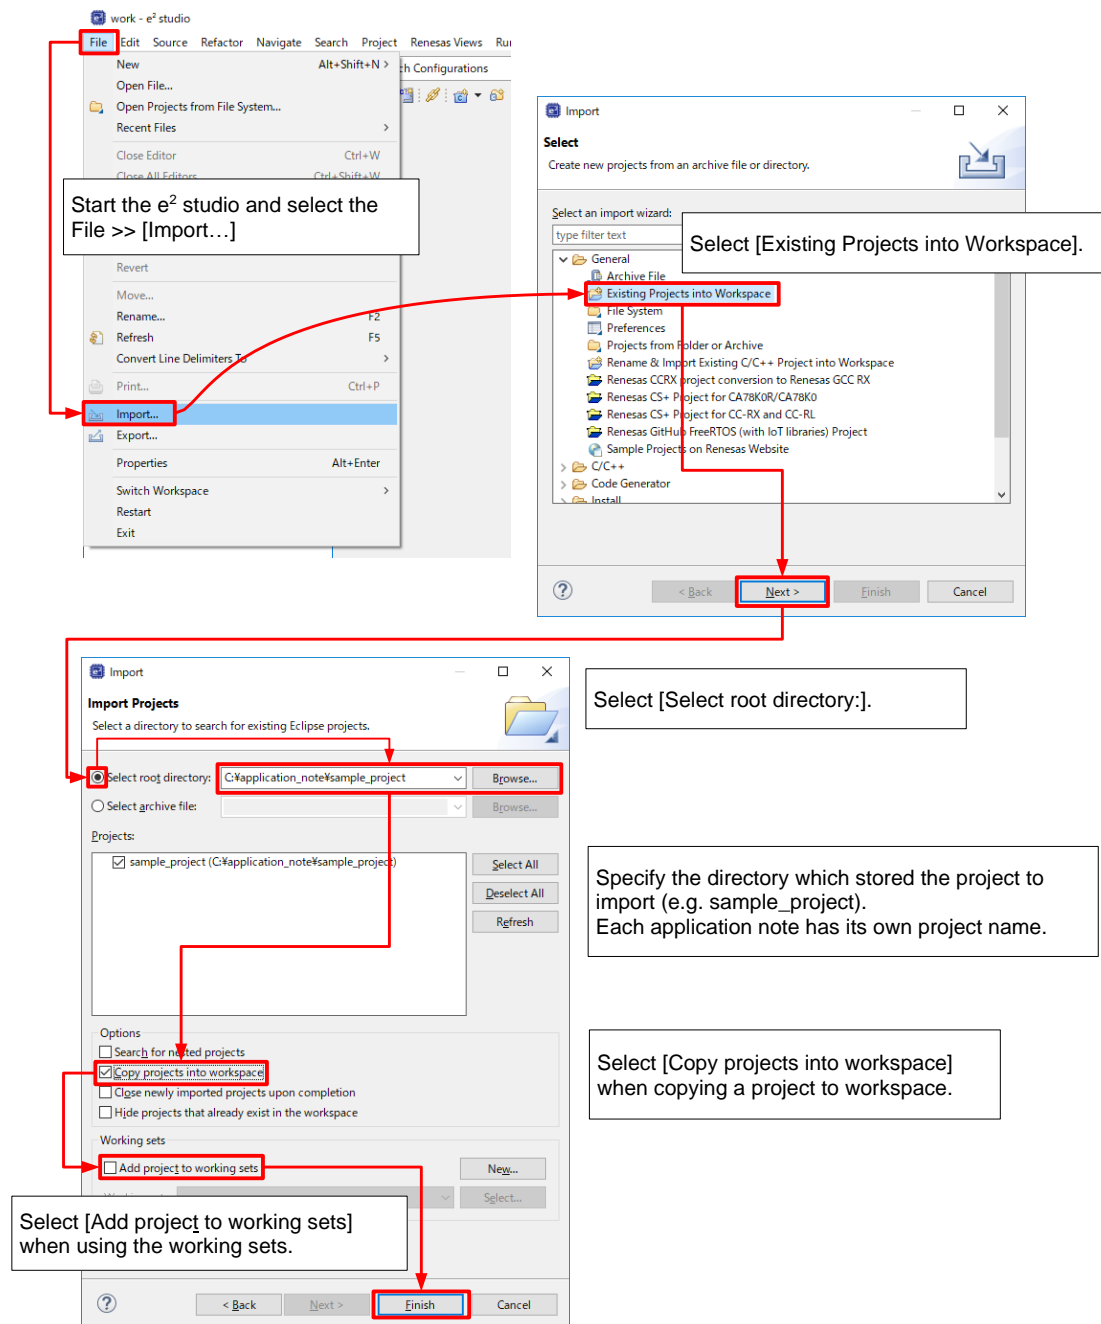 work - e² studio
File Edit Source Refactor Navigate Search Project Renesas Views Ru
New Alt+Shift+N >
Open File...
Open Projects from File System...
Recent Files >
Close Editor Ctrl+W
Close All Editors Ctrl+Shift+W
Start the e² studio and select the
File >> [Import…]
Revert
Move...
Rename... F2
Refresh F5
Convert Line Delimiters To >
Print... Ctrl+P
Import...
Export...
Properties Alt+Enter
Switch Workspace >
Restart
Exit
ch Configurations
Import
Select
Create new projects from an archive file or directory.
Select an import wizard:
type filter text
Select [Existing Projects into Workspace].
General
Archive File
Existing Projects into Workspace
File System
Preferences
Projects from Folder or Archive
Rename & Import Existing C/C++ Project into Workspace
Renesas CCRX project conversion to Renesas GCC RX
Renesas CS+ Project for CA78K0R/CA78K0
Renesas CS+ Project for CC-RX and CC-RL
Renesas GitHub FreeRTOS (with IoT libraries) Project
Sample Projects on Renesas Website
C/C++
Code Generator
Install
< Back Next > Finish Cancel
Import
Import Projects
Select a directory to search for existing Eclipse projects.
Select root directory: C:¥application_note¥sample_project Browse...
Select archive file: Browse...
Projects:
sample_project (C:¥application_note¥sample_project)
Select All
Deselect All
Refresh
Options
Search for nested projects
Copy projects into workspace
Close newly imported projects upon completion
Hide projects that already exist in the workspace
Working sets
Add project to working sets New...
Select...
Select [Add project to working sets]
when using the working sets.
< Back Next > Finish Cancel
Select [Select root directory:].
Specify the directory which stored the project to
import (e.g. sample_project).
Each application note has its own project name.
Select [Copy projects into workspace]
when copying a project to workspace.